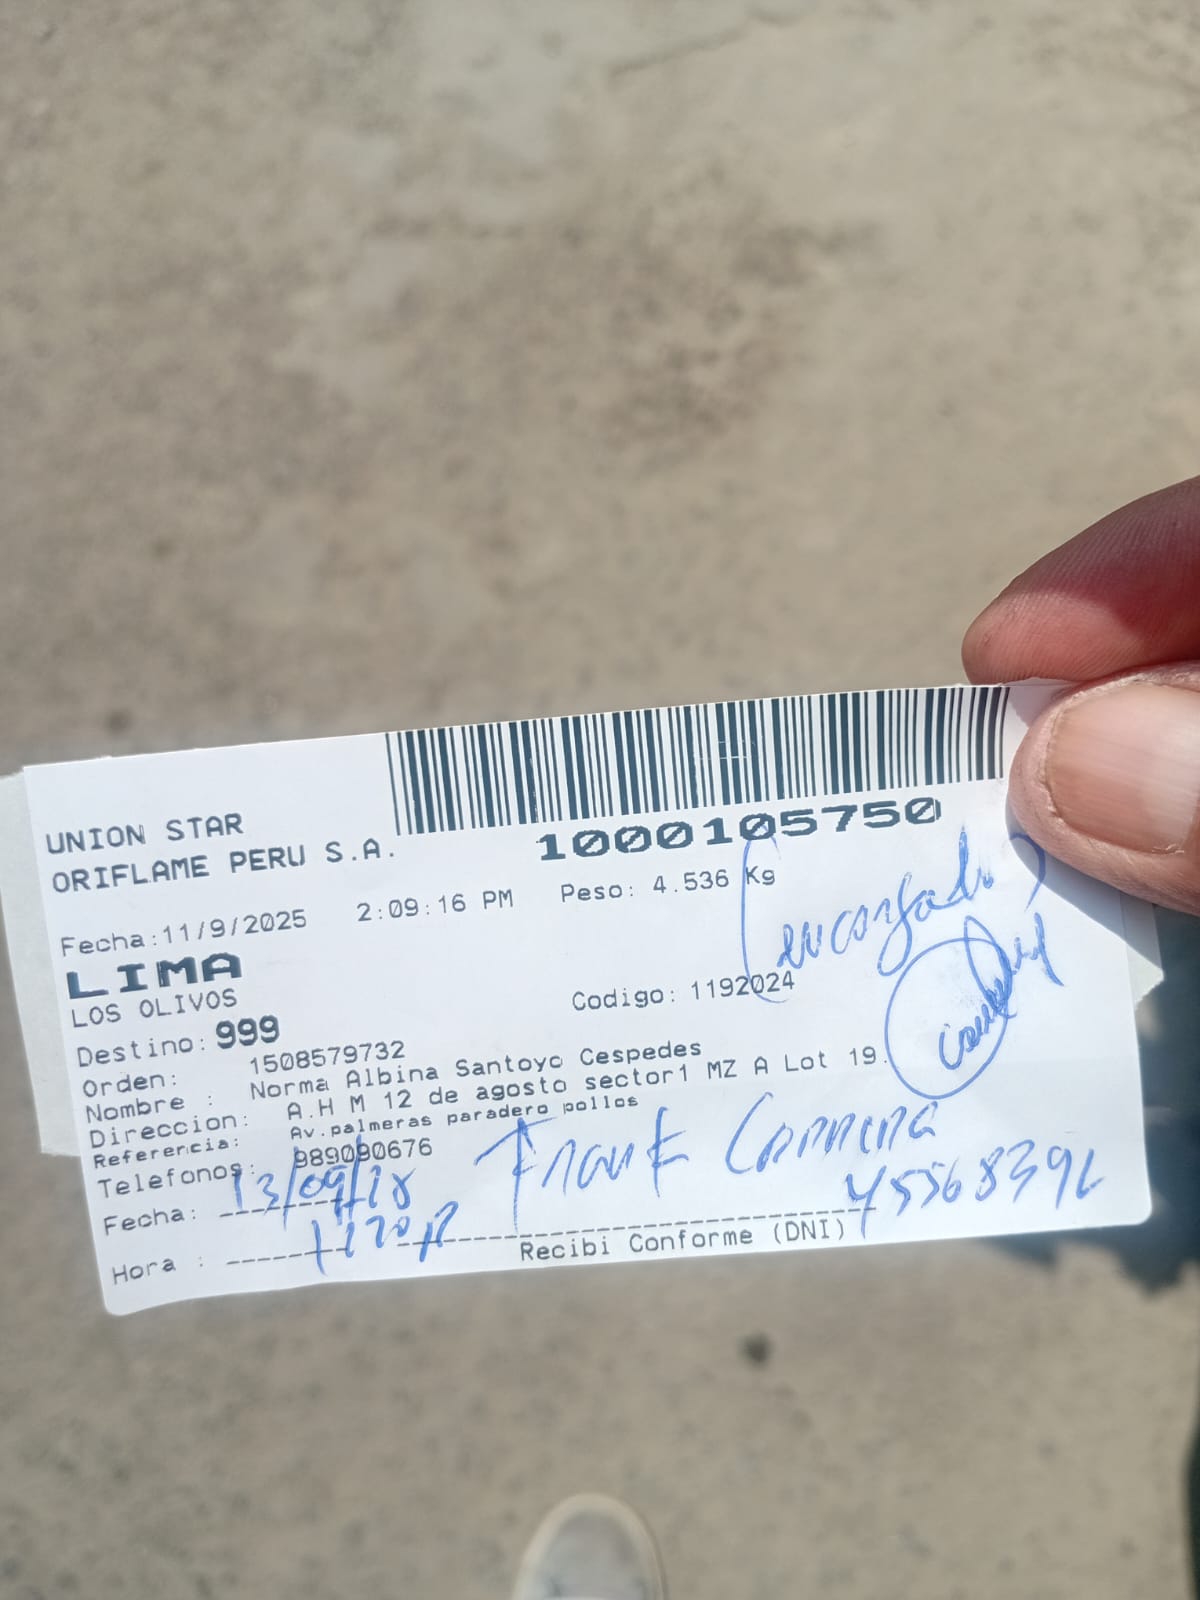 UNION STAR
ORIFLAME PERU S.A.
1000105750
Fecha:11/9/2025 2:09:16 PM Peso: 4.536 Kg
(encargado)
LIMA
LOS OLIVOS
Codigo: 1192024
Destino: 999
Orden: 1508579732
Nombre : Norma Albina Santoyo Cespedes
Direccion: A.H M 12 de agosto sector1 MZ A Lot 19.
Referencia: Av.palmeras paradero pollos
Telefonos: 989090676
Frank Carrera
Fecha: 13/09/
45568396
Hora :
Recibi Conforme (DNI)